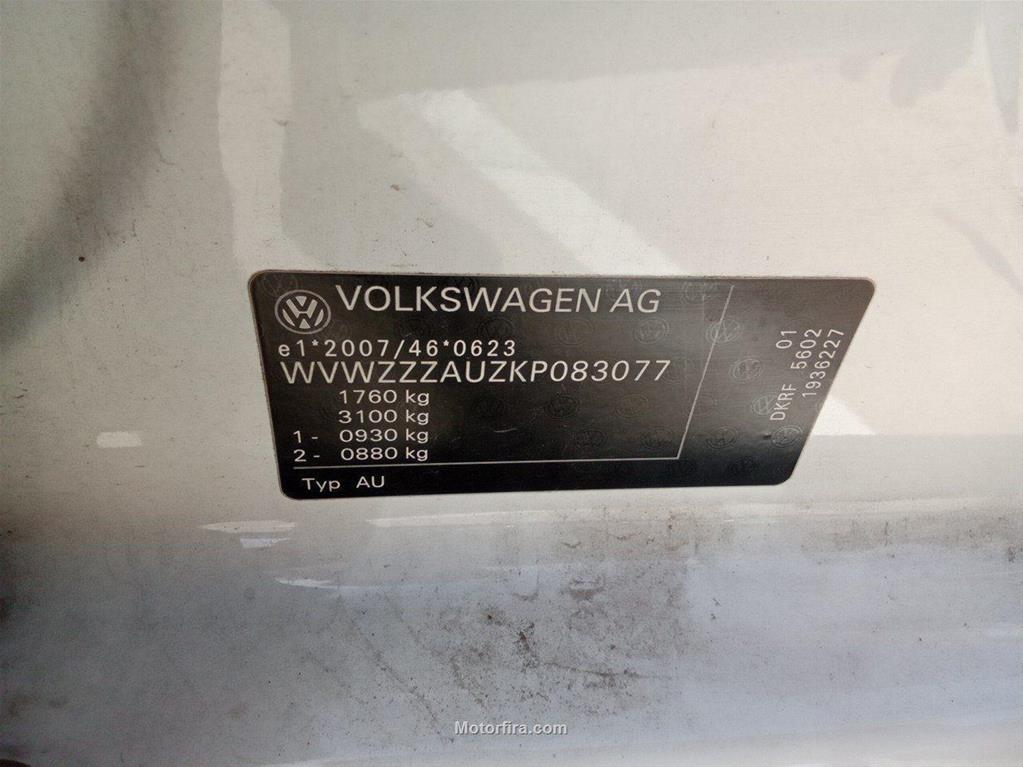 VOLKSWAGEN AG
e1*2007/46*0623
WVWZZZAUZKP083077
1760 kg
3100 kg
1 - 0930 kg
2 - 0880 kg
Typ AU
01
DKRF 5602
1936227
Motorfira.com